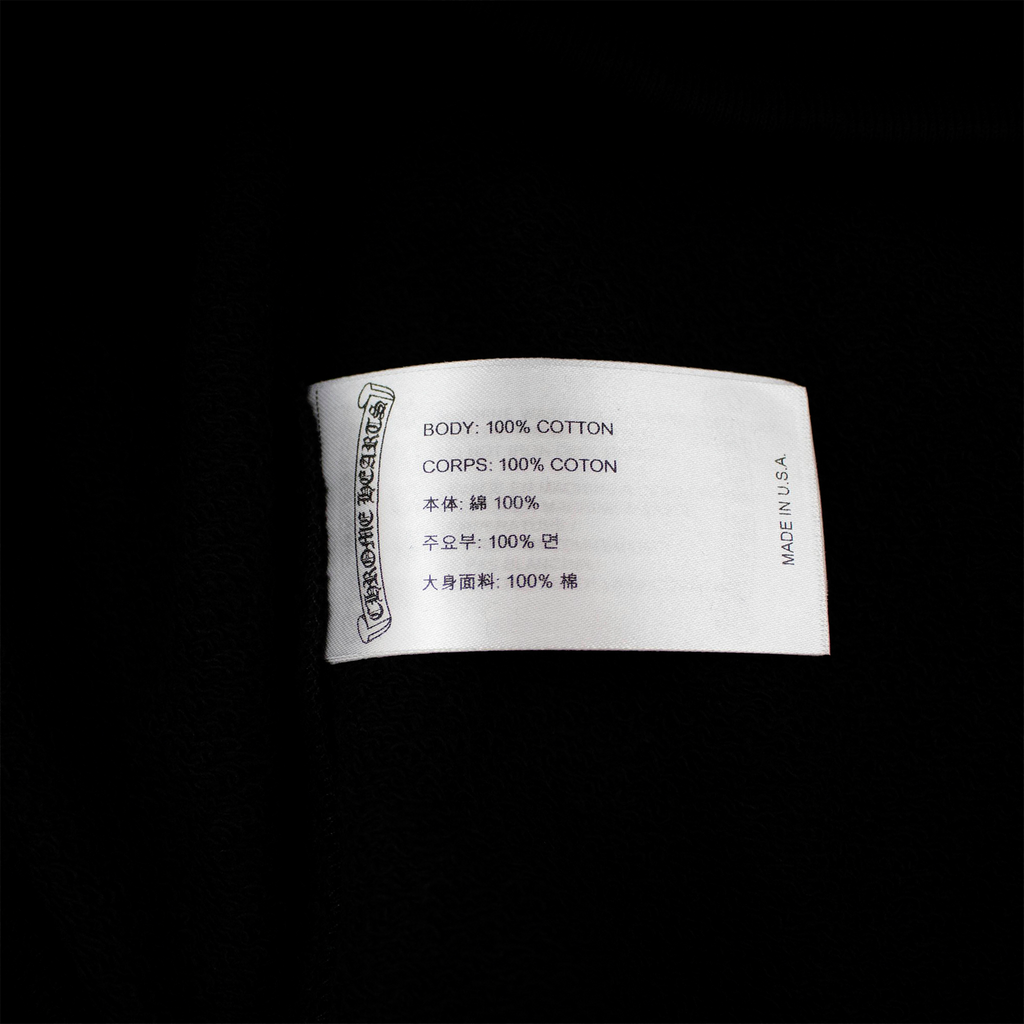 CHROME HEARTS
BODY: 100% COTTON
CORPS: 100% COTON
本体: 綿 100%
주요부: 100% 면
大身面料: 100% 棉
MADE IN U.S.A.